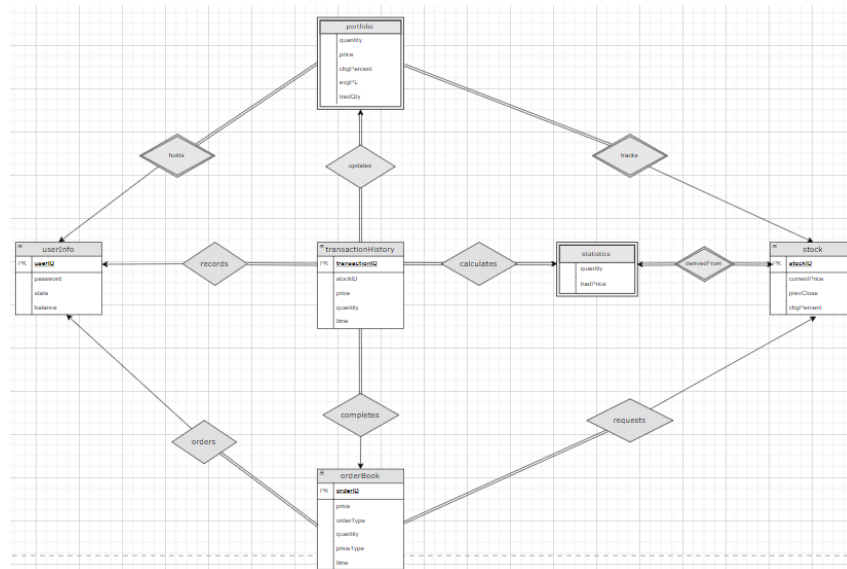 portfolio
quantity
price
chgPercent
evgPL
tradQty
holds
updates
tracks
userInfo
PK userID
password
state
balance
records
transactionHistory
PK transactionID
stockID
price
quantity
time
calculates
statistics
quantity
tradPrice
derivedFrom
stock
PK stockID
currentPrice
prevClose
chgPercent
orders
completes
requests
orderBook
PK orderID
price
orderType
quantity
priceType
time